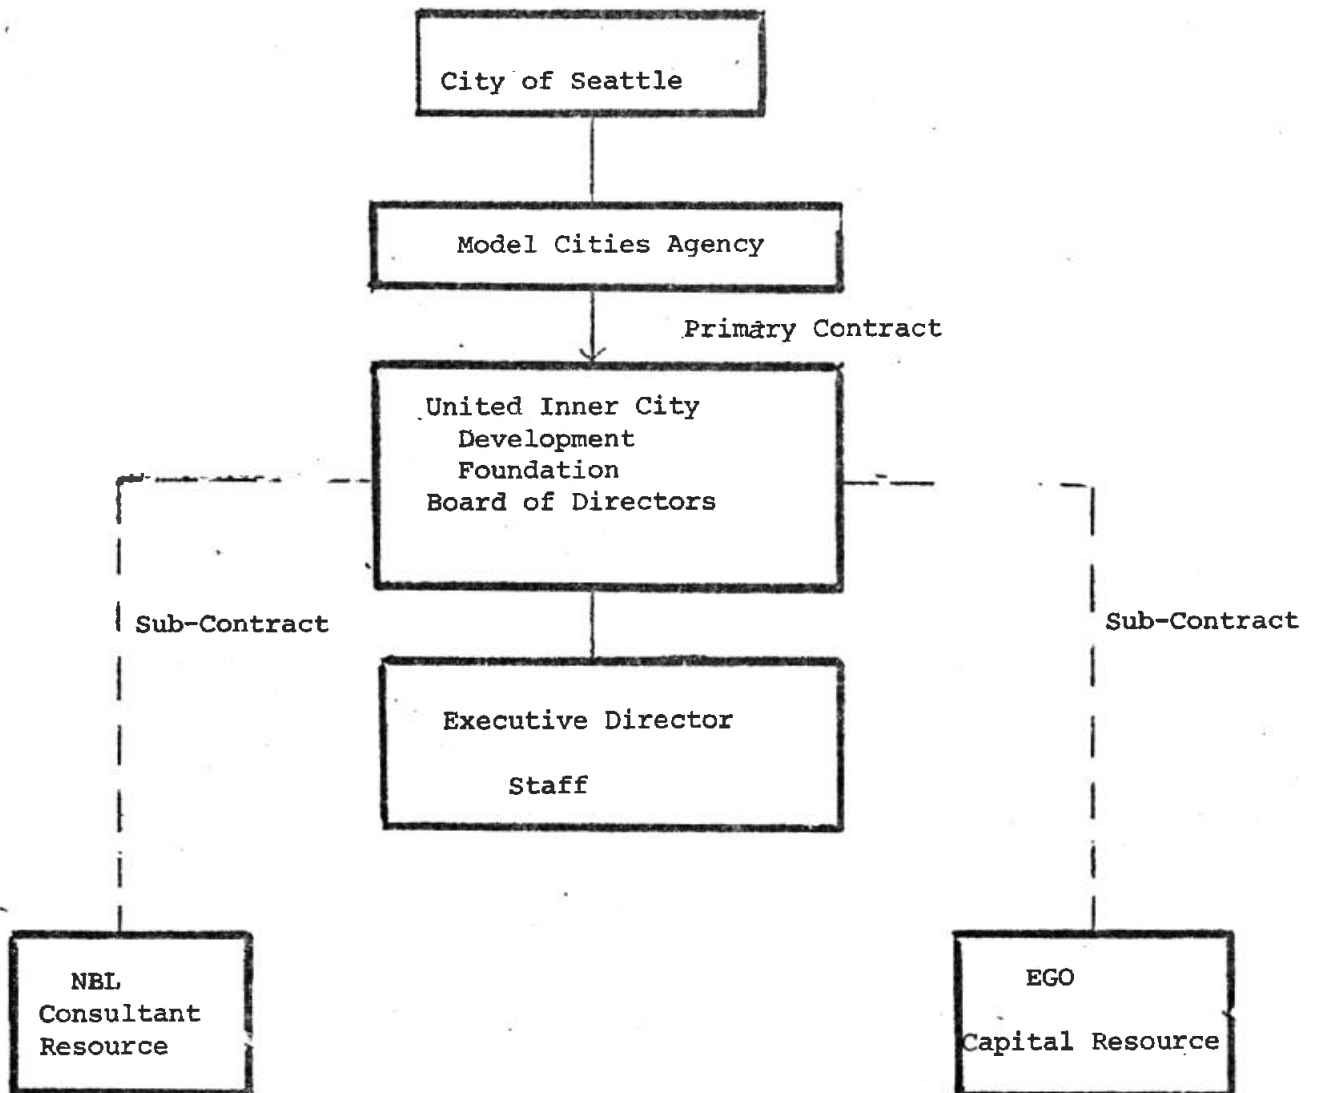 City of Seattle
Model Cities Agency
Primary Contract
United Inner City
Development
Foundation
Board of Directors
Sub-Contract
Sub-Contract
Executive Director
Staff
NBL
Consultant
Resource
EGO
Capital Resource